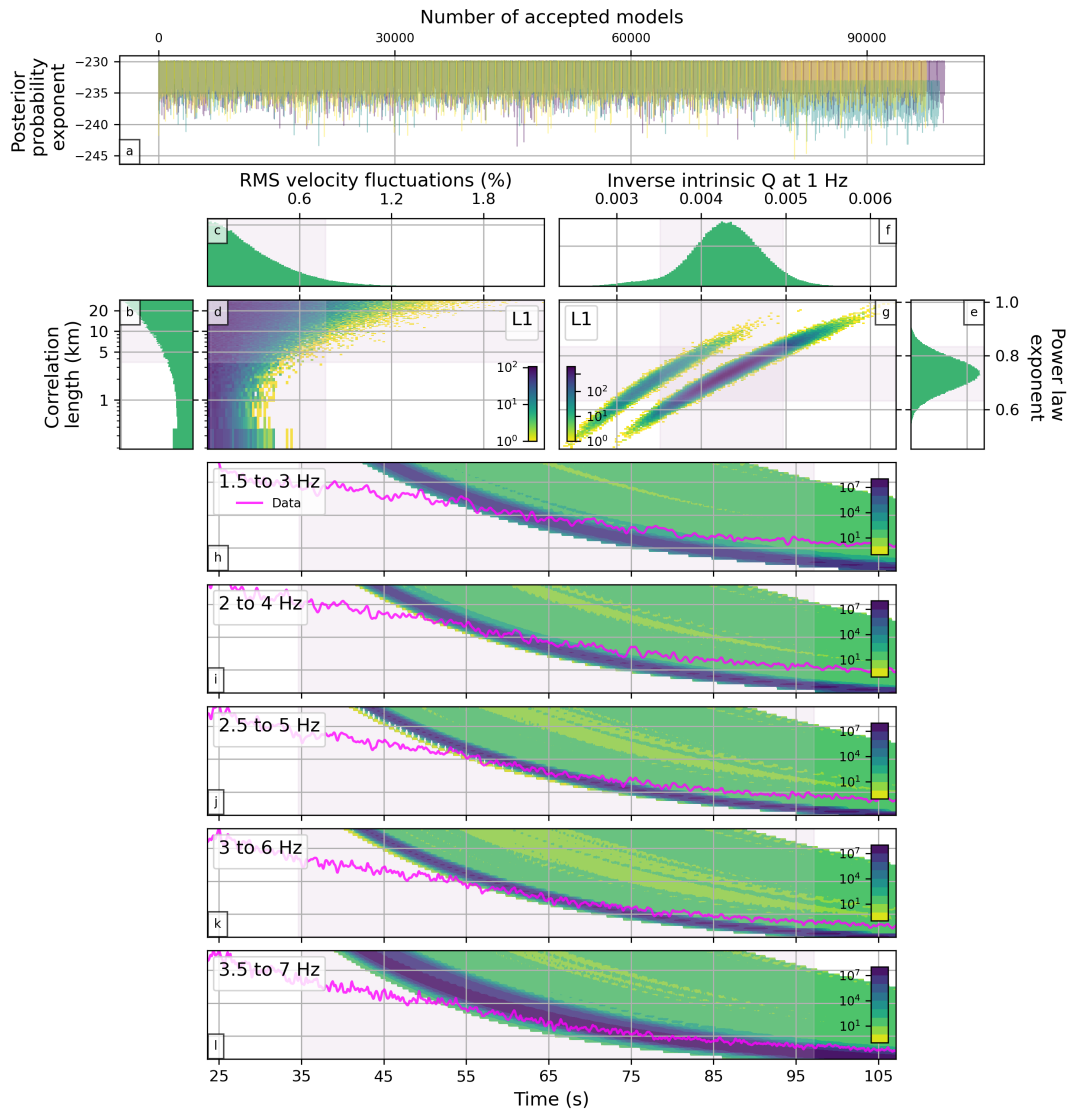 Number of accepted models
0 30000 60000 90000
Posterior
probability
exponent
−230
−235
−240
−245
a
RMS velocity fluctuations (%)
0.6 1.2 1.8
Inverse intrinsic Q at 1 Hz
0.003 0.004 0.005 0.006
c
f
Correlation
length (km)
20
10
5
1
b
d
L1
10²
10¹
10⁰
L1
g
10²
10¹
10⁰
e
1.0
0.8
0.6
Power law
exponent
1.5 to 3 Hz
Data
h
10⁷
10⁴
10¹
2 to 4 Hz
i
10⁷
10⁴
10¹
2.5 to 5 Hz
j
10⁷
10⁴
10¹
3 to 6 Hz
k
10⁷
10⁴
10¹
3.5 to 7 Hz
l
10⁷
10⁴
10¹
25 35 45 55 65 75 85 95 105
Time (s)